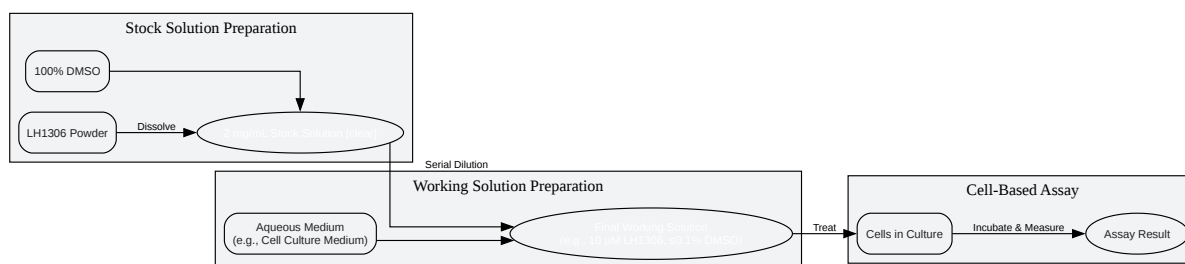 Stock Solution Preparation
100% DMSO
LH1306 Powder
Dissolve
2 mg/mL Stock Solution [clear]
Serial Dilution
Working Solution Preparation
Aqueous Medium
(e.g., Cell Culture Medium)
Final Working Solution
(e.g., 10 µM LH1306, ≤0.1% DMSO)
Treat
Cell-Based Assay
Cells in Culture
Incubate & Measure
Assay Result